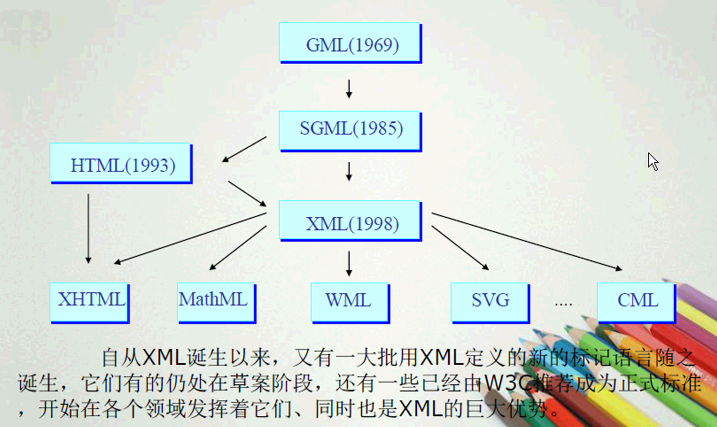 GML(1969)
SGML(1985)
HTML(1993)
XML(1998)
XHTML
MathML
WML
SVG
....
CML
自从XML诞生以来，又有一大批用XML定义的新的标记语言随之
诞生，它们有的仍处在草案阶段，还有一些已经由W3C推荐成为正式标准
，开始在各个领域发挥着它们、同时也是XML的巨大优势。